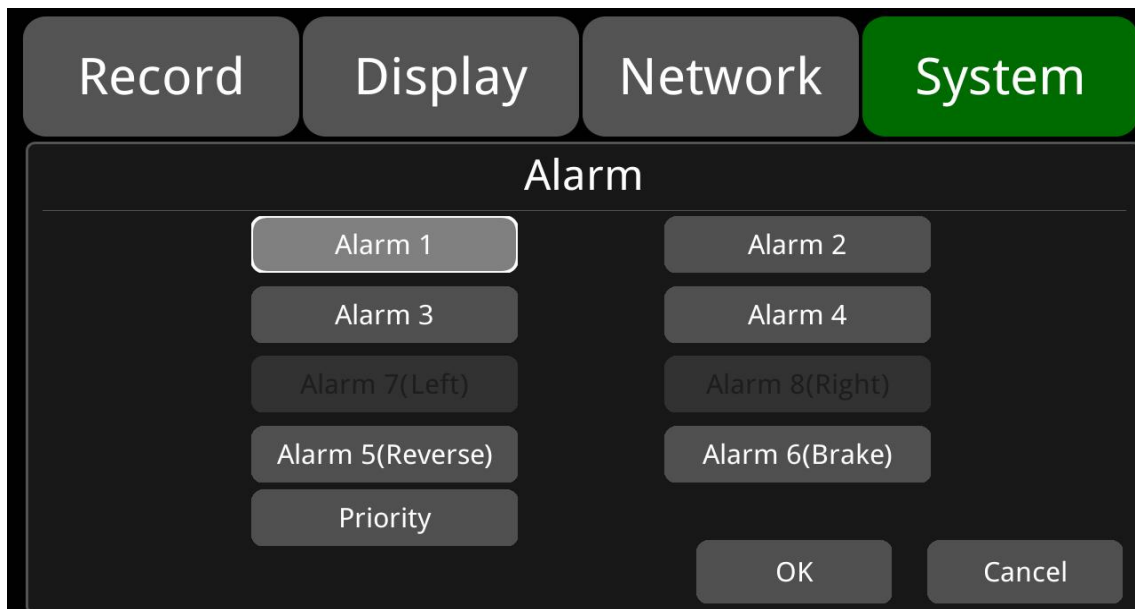 Record Display Network System
Alarm
Alarm 1 Alarm 2
Alarm 3 Alarm 4
Alarm 7(Left) Alarm 8(Right)
Alarm 5(Reverse) Alarm 6(Brake)
Priority
OK Cancel